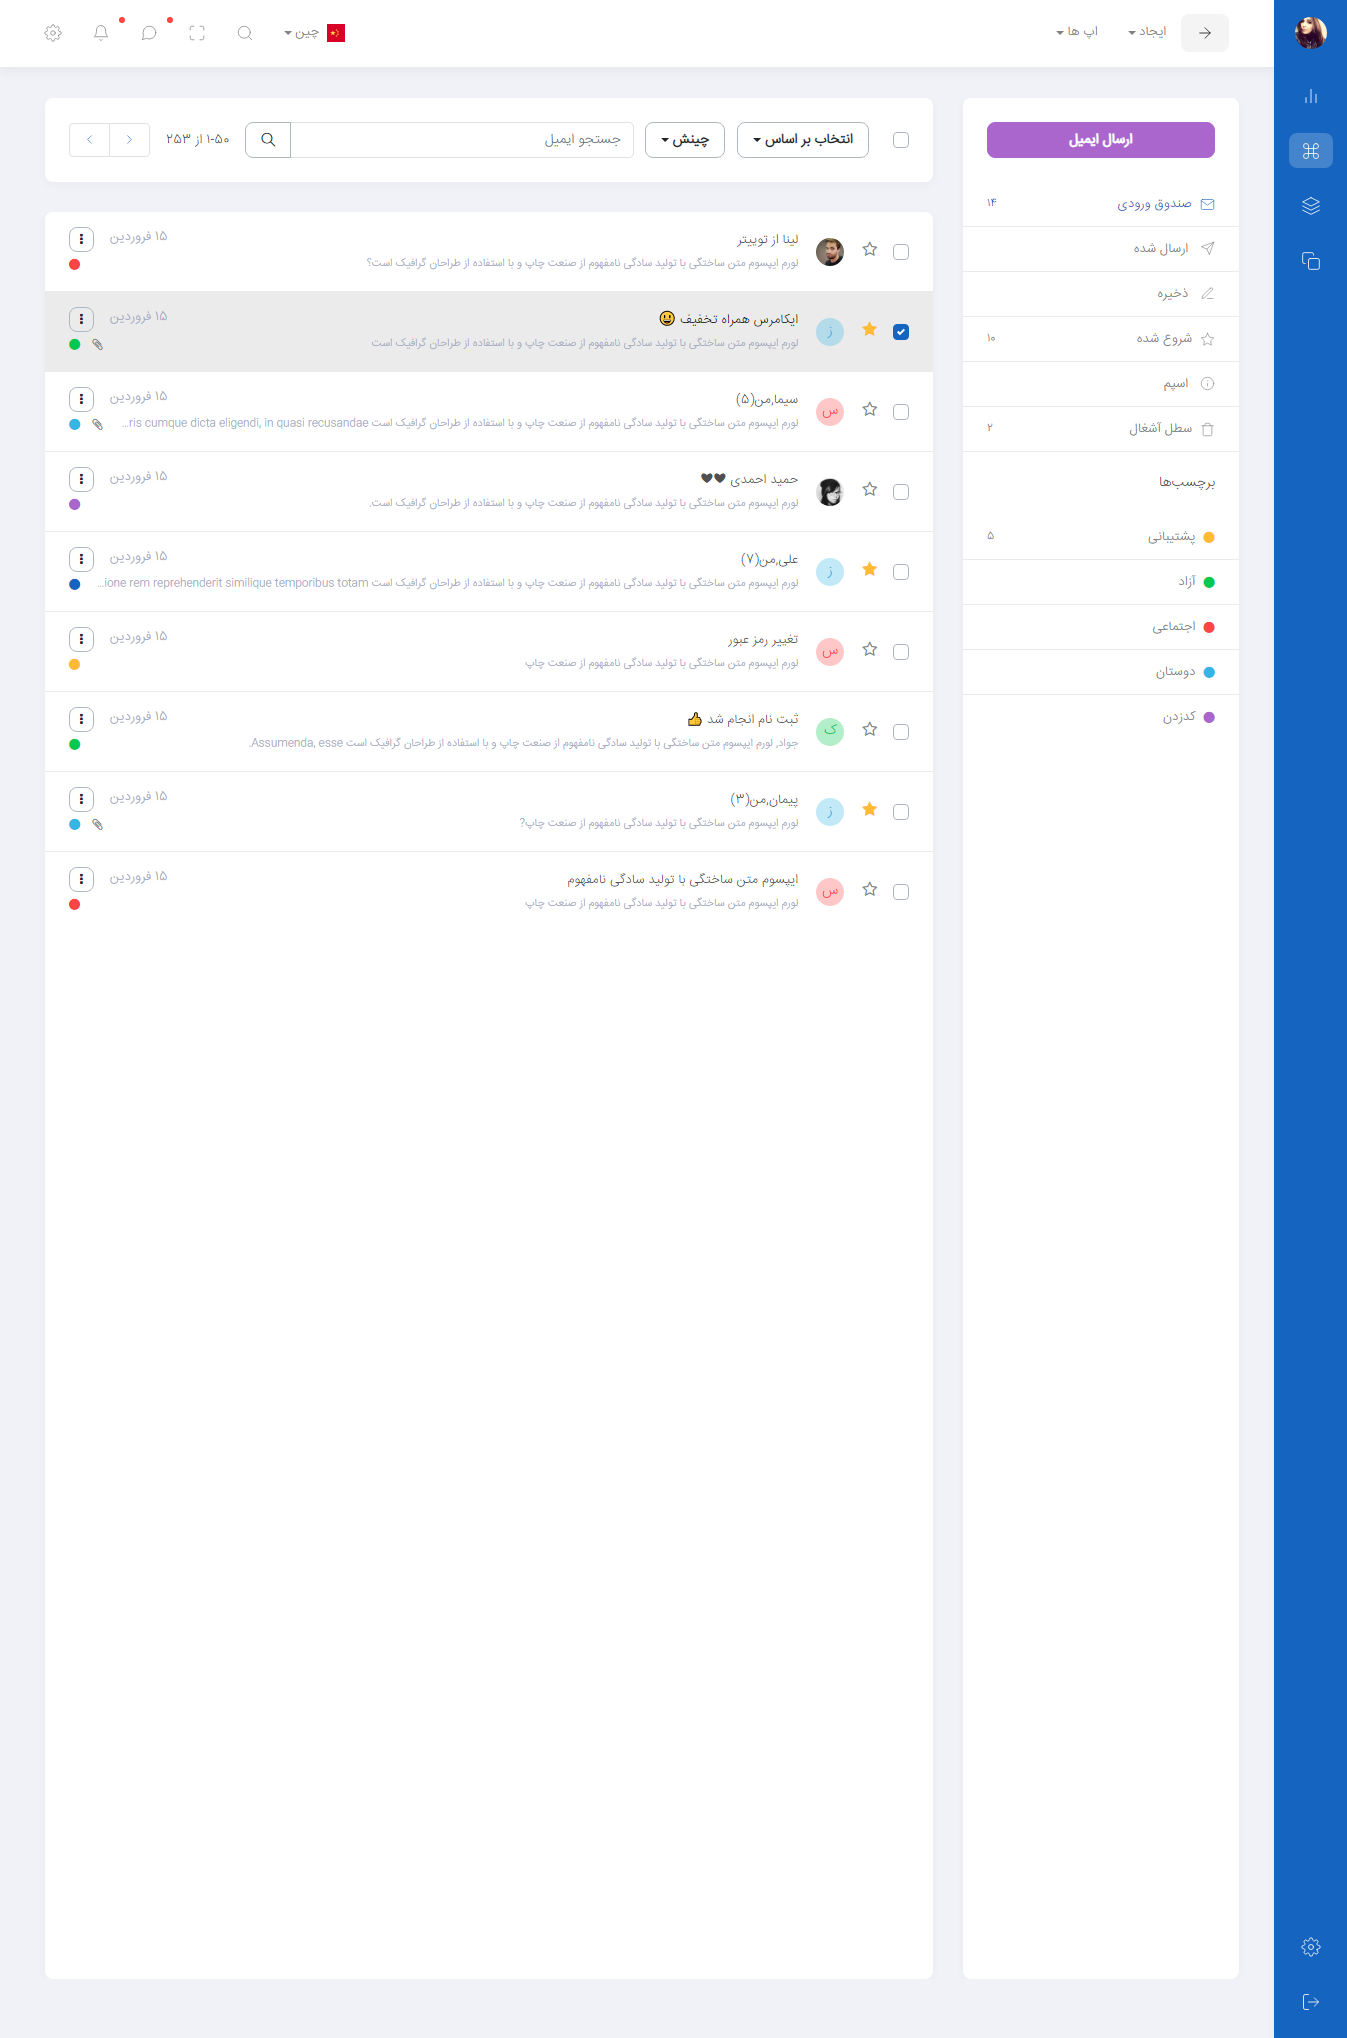 ایجاد
اپ ها
چین
ارسال ایمیل
صندوق ورودی ۱۴
ارسال شده
ذخیره
شروع شده ۱۰
اسپم
سطل آشغال ۲
برچسب‌ها
پشتیبانی ۵
آزاد
اجتماعی
دوستان
کدزدن
انتخاب بر اساس
چینش
جستجو ایمیل
۱-۵۰ از ۲۵۳
لینا از توییتر ۱۵ فروردین
لورم ایپسوم متن ساختگی با تولید سادگی نامفهوم از صنعت چاپ و با استفاده از طراحان گرافیک است؟
ایکامرس همراه تخفیف 😃 ۱۵ فروردین
لورم ایپسوم متن ساختگی با تولید سادگی نامفهوم از صنعت چاپ و با استفاده از طراحان گرافیک است
ز
سیما,من(۵) ۱۵ فروردین
لورم ایپسوم متن ساختگی با تولید سادگی نامفهوم از صنعت چاپ و با استفاده از طراحان گرافیک است ris cumque dicta eligendi, in quasi recusandae...
س
حمید احمدی 🖤🖤 ۱۵ فروردین
لورم ایپسوم متن ساختگی با تولید سادگی نامفهوم از صنعت چاپ و با استفاده از طراحان گرافیک است.
علی,من(۷) ۱۵ فروردین
لورم ایپسوم متن ساختگی با تولید سادگی نامفهوم از صنعت چاپ و با استفاده از طراحان گرافیک است ione rem reprehenderit similique temporibus totam...
ز
تغییر رمز عبور ۱۵ فروردین
لورم ایپسوم متن ساختگی با تولید سادگی نامفهوم از صنعت چاپ
س
ثبت نام انجام شد 👍 ۱۵ فروردین
جواد, لورم ایپسوم متن ساختگی با تولید سادگی نامفهوم از صنعت چاپ و با استفاده از طراحان گرافیک است Assumenda, esse.
ک
پیمان,من(۳) ۱۵ فروردین
لورم ایپسوم متن ساختگی با تولید سادگی نامفهوم از صنعت چاپ?
ز
ایپسوم متن ساختگی با تولید سادگی نامفهوم ۱۵ فروردین
لورم ایپسوم متن ساختگی با تولید سادگی نامفهوم از صنعت چاپ
س